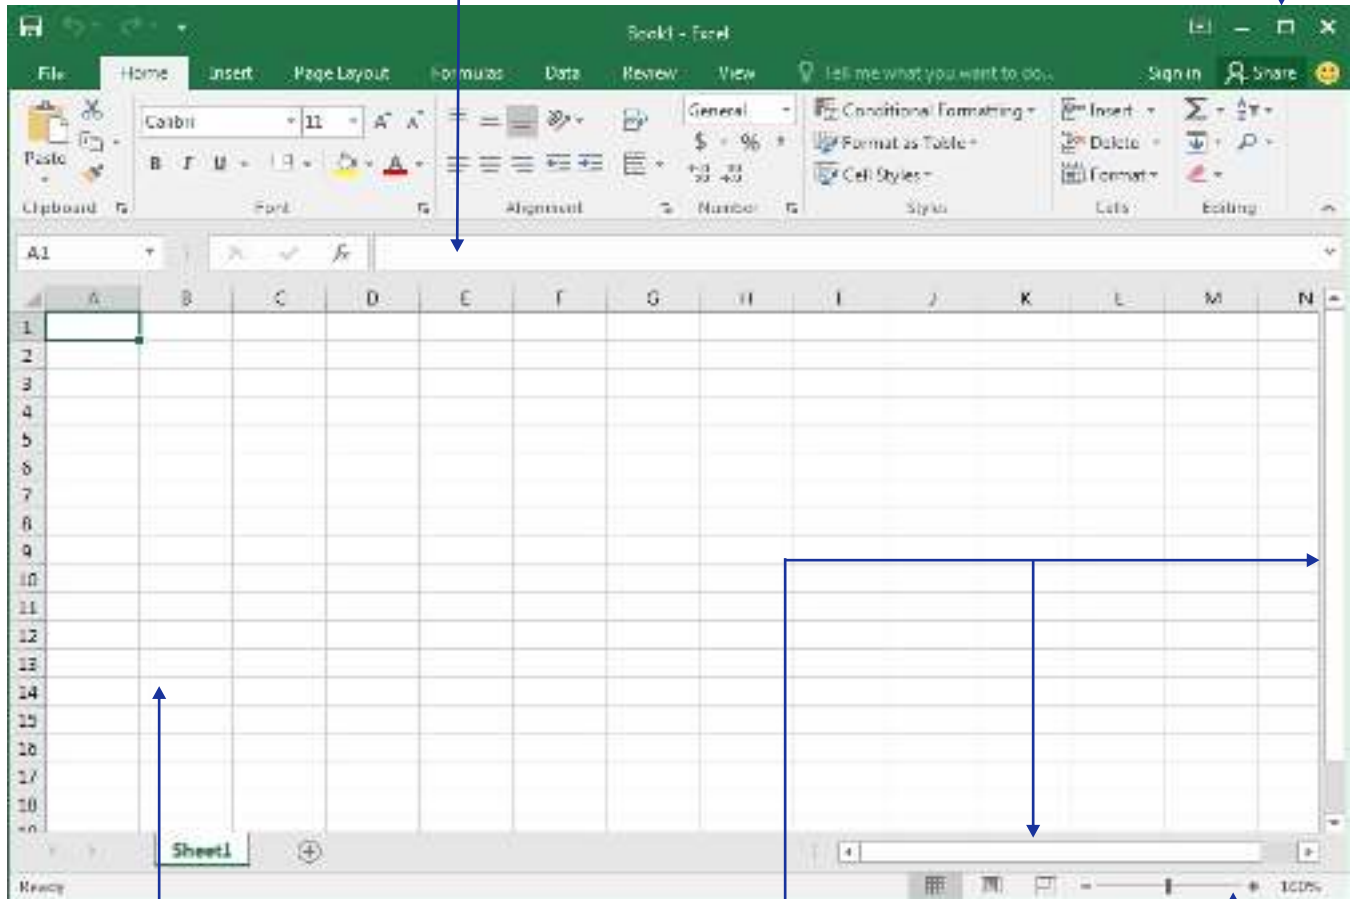 Book1 - Excel
File Home Insert Page Layout Formulas Data Review View Tell me what you want to do... Sign in Share
Calibri 11 A A General Conditional Formatting Insert
Paste B I U A $ % Format as Table Delete
Cell Styles Format
Clipboard Font Alignment Number Styles Cells Editing
A1 fx
A B C D E F G H I J K L M N
1
2
3
4
5
6
7
8
9
10
11
12
13
14
15
16
17
18
Sheet1
Ready 100%